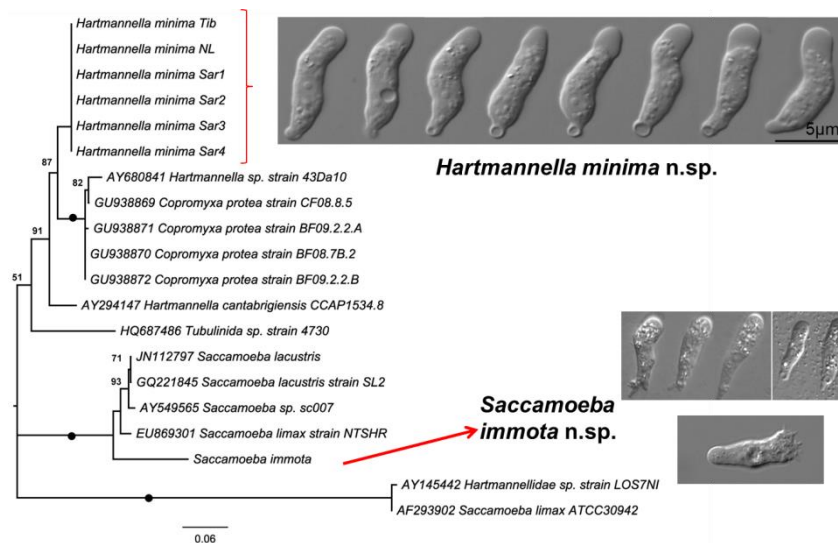 Hartmannella minima Tib
Hartmannella minima NL
Hartmannella minima Sar1
Hartmannella minima Sar2
Hartmannella minima Sar3
Hartmannella minima Sar4
5µm
Hartmannella minima n.sp.
87
82
AY680841 Hartmannella sp. strain 43Da10
GU938869 Copromyxa protea strain CF08.8.5
GU938871 Copromyxa protea strain BF09.2.2.A
91
GU938870 Copromyxa protea strain BF08.7B.2
GU938872 Copromyxa protea strain BF09.2.2.B
51
AY294147 Hartmannella cantabrigiensis CCAP1534.8
HQ687486 Tubulinida sp. strain 4730
71
JN112797 Saccamoeba lacustris
93
GQ221845 Saccamoeba lacustris strain SL2
AY549565 Saccamoeba sp. sc007
EU869301 Saccamoeba limax strain NTSHR
Saccamoeba immota
Saccamoeba
immota n.sp.
AY145442 Hartmannellidae sp. strain LOS7NI
AF293902 Saccamoeba limax ATCC30942
0.06